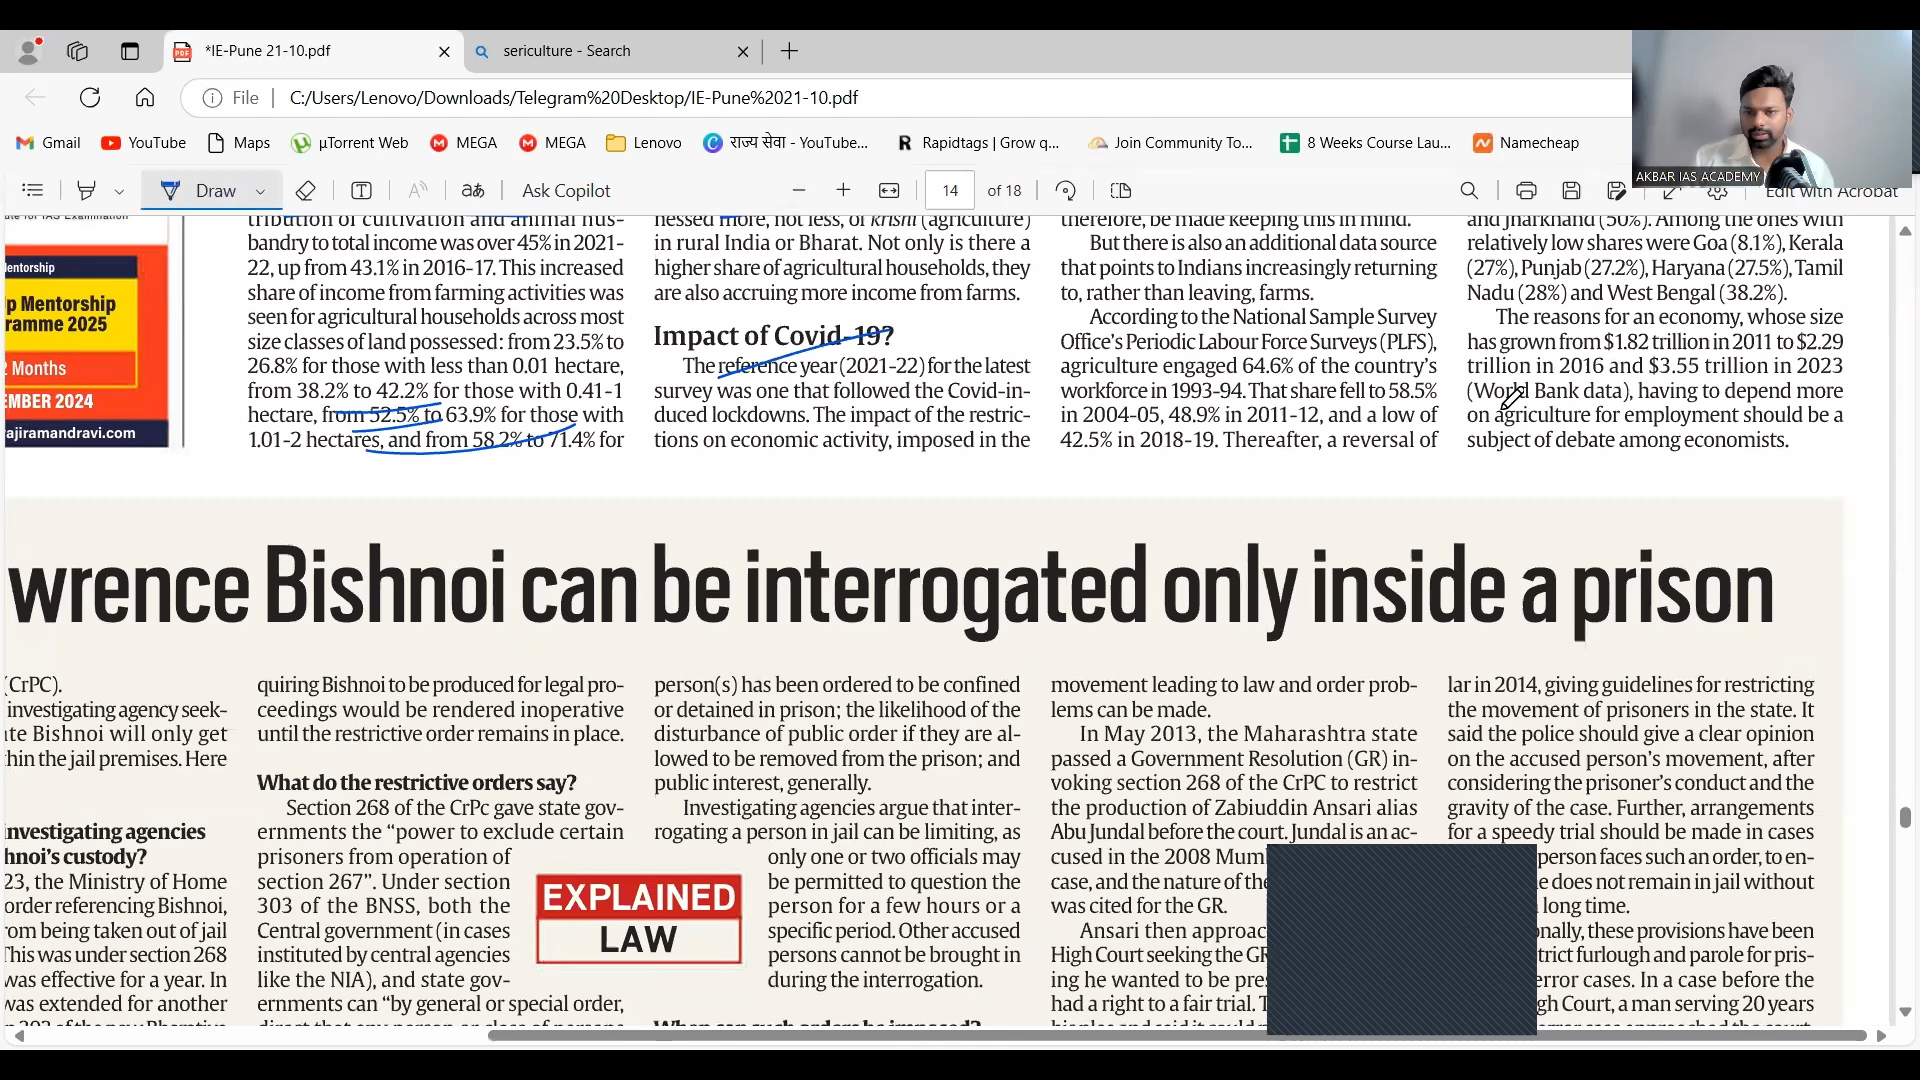 *IE-Pune 21-10.pdf
sericulture - Search
File
C:/Users/Lenovo/Downloads/Telegram%20Desktop/IE-Pune%2021-10.pdf
Gmail
YouTube
Maps
µTorrent Web
MEGA
MEGA
Lenovo
राज्य सेवा - YouTube...
Rapidtags | Grow q...
Join Community To...
8 Weeks Course Lau...
Namecheap
AKBAR IAS ACADEMY
Draw
Ask Copilot
14 of 18
Edit with Acrobat
p Mentorship
ramme 2025
Months
EMBER 2024
ajiramandravi.com
tribution of cultivation and animal hus-
bandry to total income was over 45% in 2021-
22, up from 43.1% in 2016-17. This increased
share of income from farming activities was
seen for agricultural households across most
size classes of land possessed: from 23.5% to
26.8% for those with less than 0.01 hectare,
from 38.2% to 42.2% for those with 0.41-1
hectare, from 52.5% to 63.9% for those with
1.01-2 hectares, and from 58.2% to 71.4% for
nessed more, not less, of krishi (agriculture)
in rural India or Bharat. Not only is there a
higher share of agricultural households, they
are also accruing more income from farms.
Impact of Covid-19?
The reference year (2021-22) for the latest
survey was one that followed the Covid-in-
duced lockdowns. The impact of the restric-
tions on economic activity, imposed in the
therefore, be made keeping this in mind.
But there is also an additional data source
that points to Indians increasingly returning
to, rather than leaving, farms.
According to the National Sample Survey
Office's Periodic Labour Force Surveys (PLFS),
agriculture engaged 64.6% of the country's
workforce in 1993-94. That share fell to 58.5%
in 2004-05, 48.9% in 2011-12, and a low of
42.5% in 2018-19. Thereafter, a reversal of
and Jharkhand (50%). Among the ones with
relatively low shares were Goa (8.1%), Kerala
(27%), Punjab (27.2%), Haryana (27.5%), Tamil
Nadu (28%) and West Bengal (38.2%).
The reasons for an economy, whose size
has grown from $1.82 trillion in 2011 to $2.29
trillion in 2016 and $3.55 trillion in 2023
(World Bank data), having to depend more
on agriculture for employment should be a
subject of debate among economists.
wrence Bishnoi can be interrogated only inside a prison
(CrPC).
investigating agency seek-
te Bishnoi will only get
hin the jail premises. Here
investigating agencies
hnoi's custody?
23, the Ministry of Home
order referencing Bishnoi,
rom being taken out of jail
This was under section 268
was effective for a year. In
was extended for another
quiring Bishnoi to be produced for legal pro-
ceedings would be rendered inoperative
until the restrictive order remains in place.
What do the restrictive orders say?
Section 268 of the CrPc gave state gov-
ernments the “power to exclude certain
prisoners from operation of
section 267”. Under section
303 of the BNSS, both the
Central government (in cases
instituted by central agencies
like the NIA), and state gov-
ernments can “by general or special order,
EXPLAINED
LAW
person(s) has been ordered to be confined
or detained in prison; the likelihood of the
disturbance of public order if they are al-
lowed to be removed from the prison; and
public interest, generally.
Investigating agencies argue that inter-
rogating a person in jail can be limiting, as
only one or two officials may
be permitted to question the
person for a few hours or a
specific period. Other accused
persons cannot be brought in
during the interrogation.
movement leading to law and order prob-
lems can be made.
In May 2013, the Maharashtra state
passed a Government Resolution (GR) in-
voking section 268 of the CrPC to restrict
the production of Zabiuddin Ansari alias
Abu Jundal before the court. Jundal is an ac-
cused in the 2008 Mum
case, and the nature of the
was cited for the GR.
Ansari then approac
High Court seeking the GR
ing he wanted to be pres
had a right to a fair trial. T
lar in 2014, giving guidelines for restricting
the movement of prisoners in the state. It
said the police should give a clear opinion
on the accused person's movement, after
considering the prisoner's conduct and the
gravity of the case. Further, arrangements
for a speedy trial should be made in cases
person faces such an order, to en-
e does not remain in jail without
long time.
nally, these provisions have been
trict furlough and parole for pris-
error cases. In a case before the
gh Court, a man serving 20 years